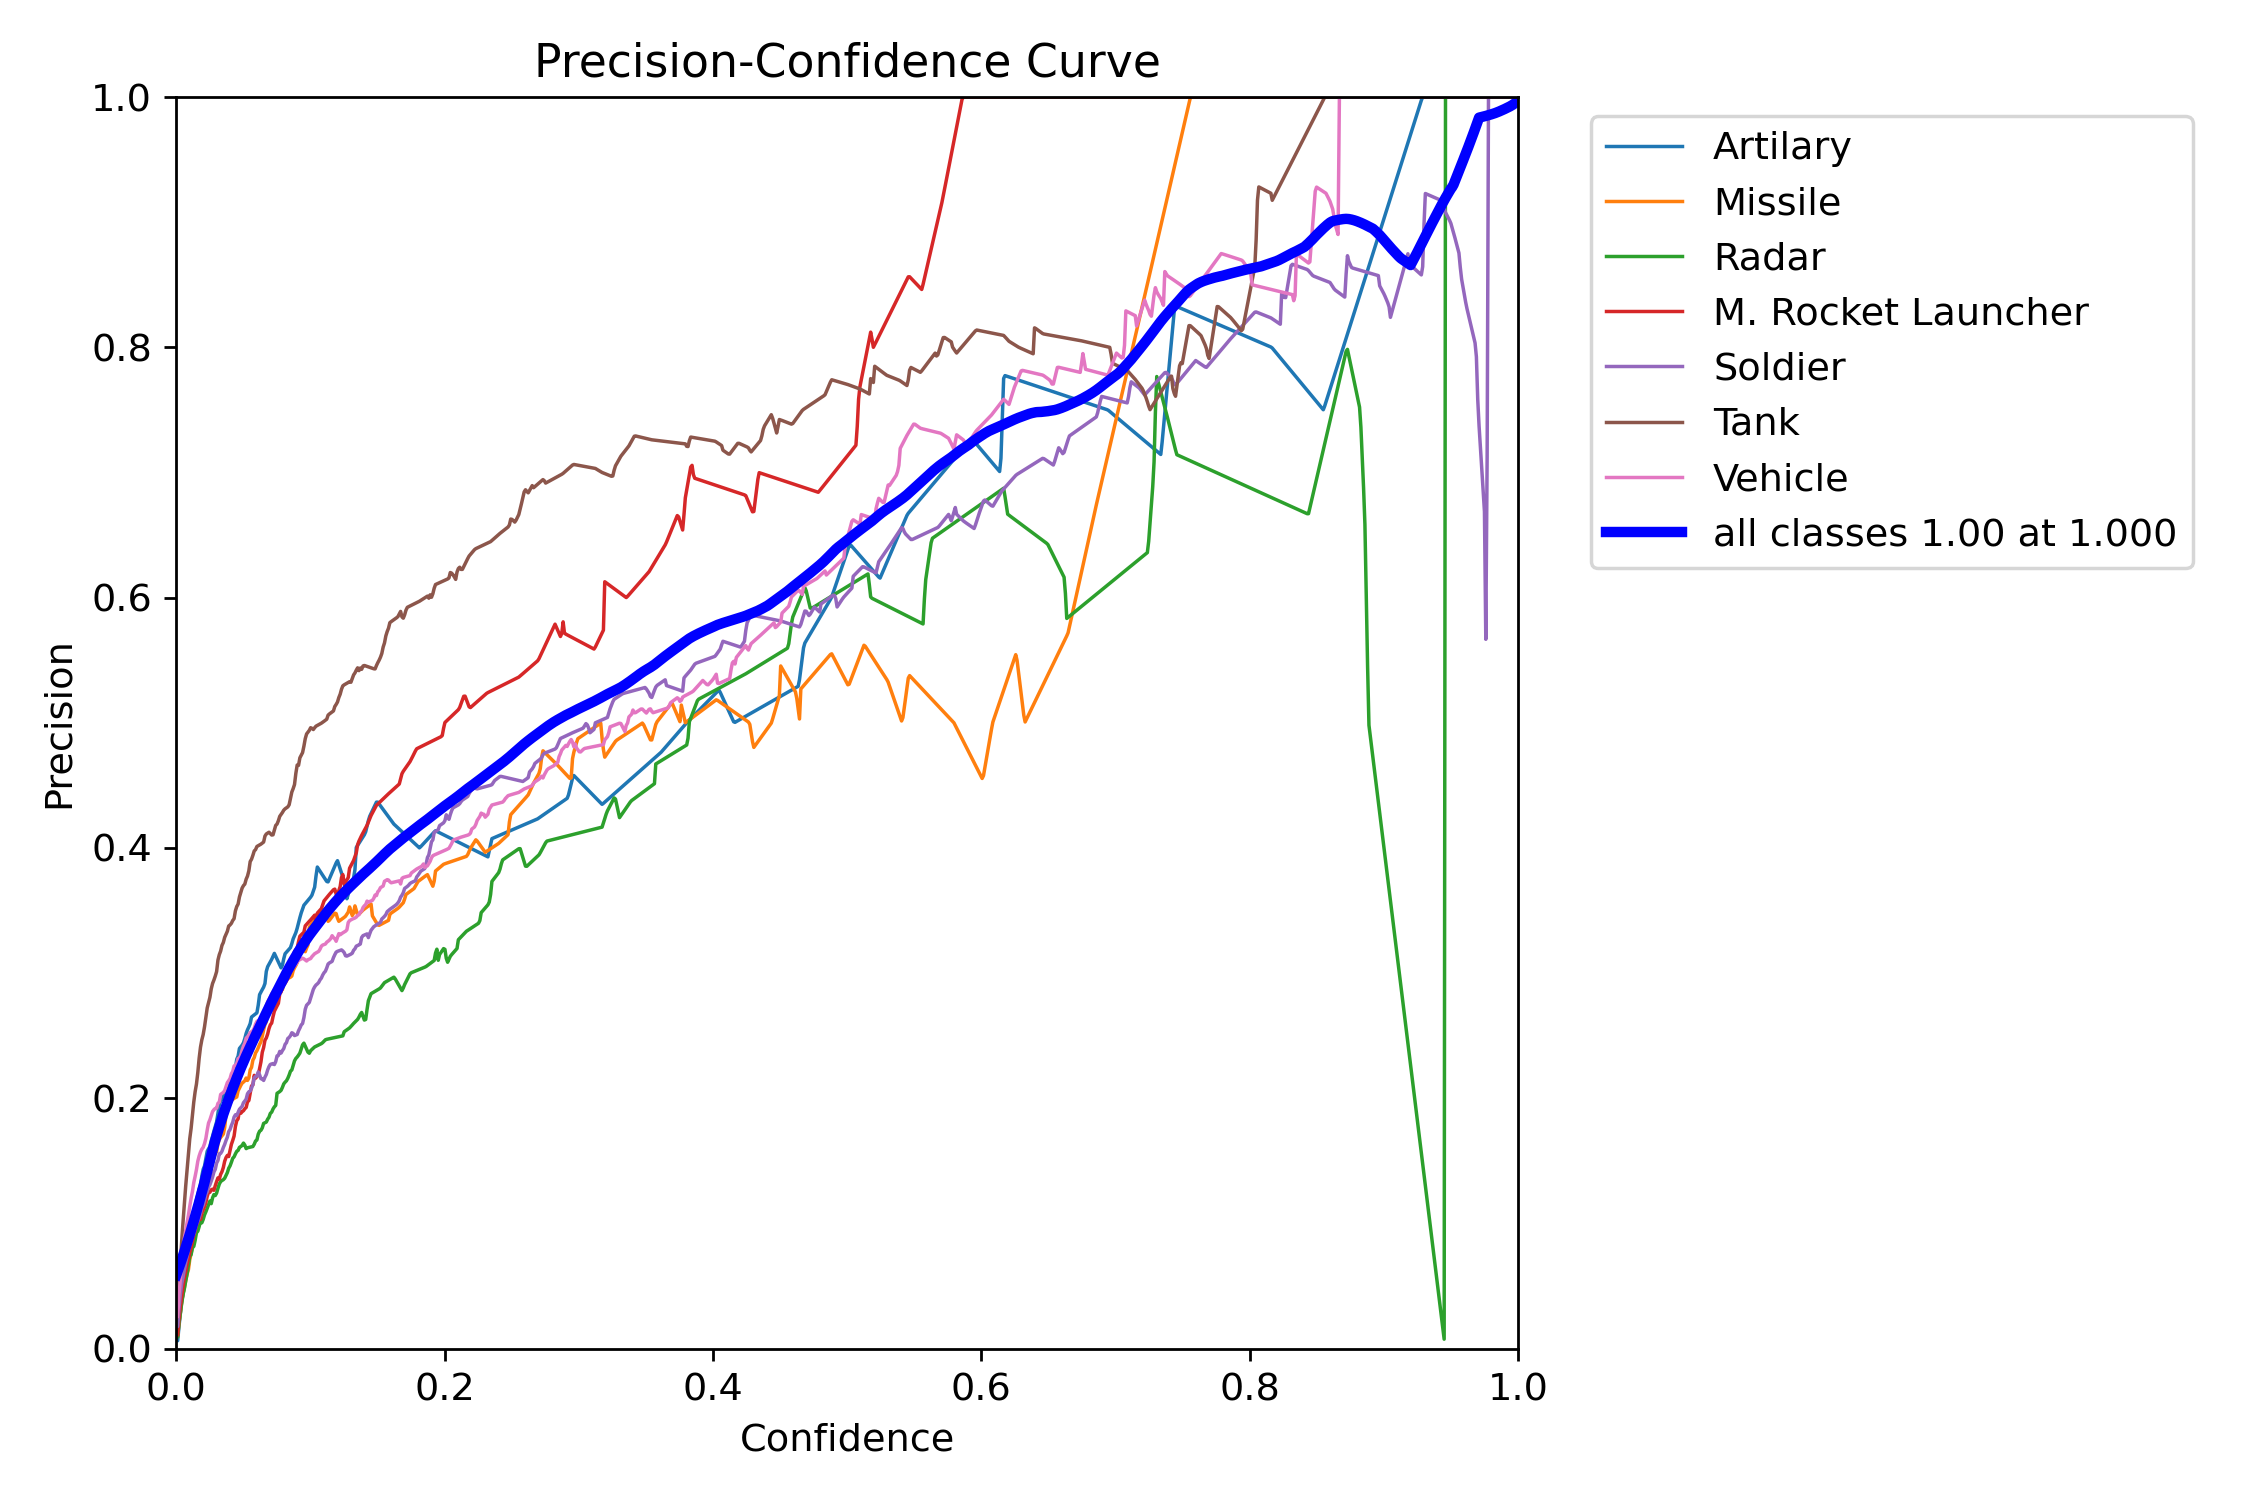 Precision-Confidence Curve
1.0
0.8
0.6
0.4
0.2
0.0
Precision
0.0 0.2 0.4 0.6 0.8 1.0
Confidence
Artilary
Missile
Radar
M. Rocket Launcher
Soldier
Tank
Vehicle
all classes 1.00 at 1.000